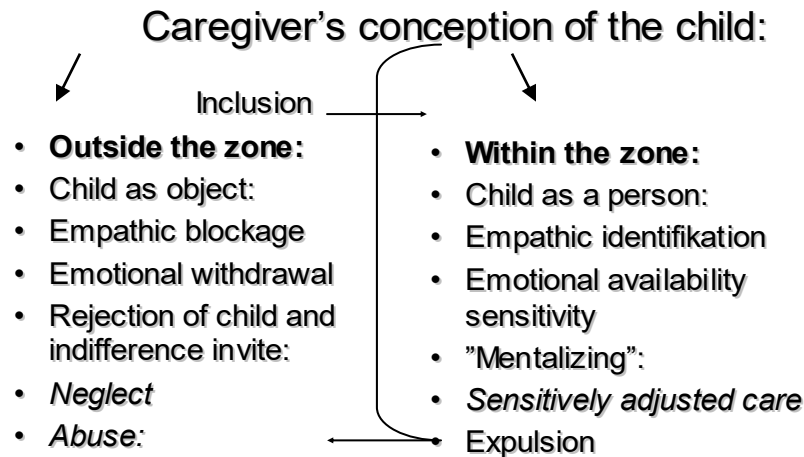 Caregiver’s conception of the child:
Inclusion
• Outside the zone:
• Child as object:
• Empathic blockage
• Emotional withdrawal
• Rejection of child and
indifference invite:
• Neglect
• Abuse:
• Within the zone:
• Child as a person:
• Empathic identifikation
• Emotional availability
sensitivity
• ”Mentalizing”:
• Sensitively adjusted care
• Expulsion